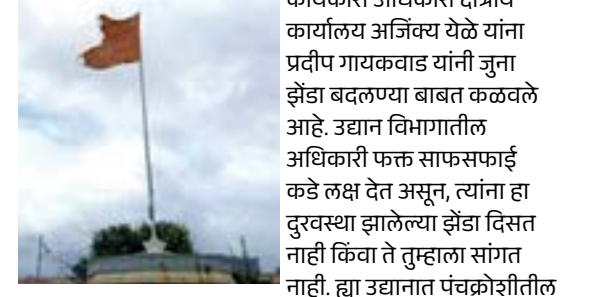 कार्यालय अजिंक्य येळे यांना
प्रदीप गायकवाड यांनी जुना
झेंडा बदलण्या बाबत कळवले
आहे. उद्यान विभागातील
अधिकारी फक्त साफसफाई
कडे लक्ष देत असून, त्यांना हा
दुरवस्था झालेल्या झेंडा दिसत
नाही किंवा ते तुम्हाला सांगत
नाही. ह्या उद्यानात पंचक्रोशीतील